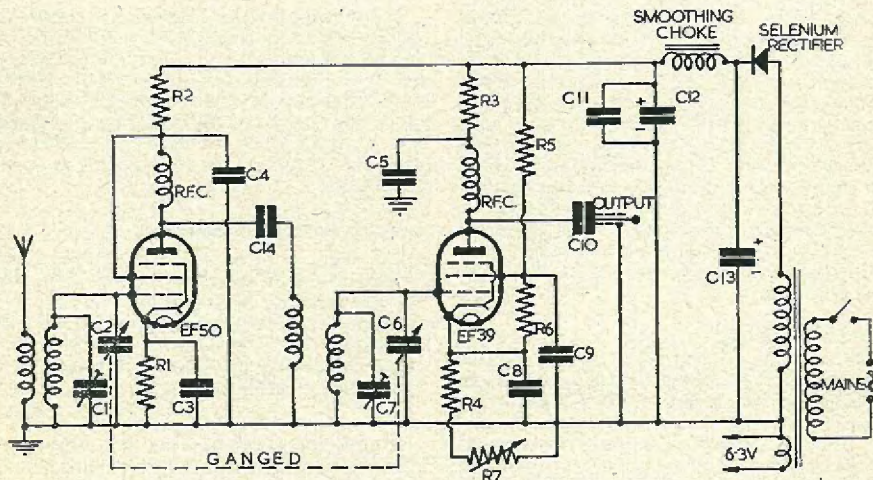 SMOOTHING
CHOKE
SELENIUM
RECTIFIER
R2
R3
C11
C12
+
-
R5
C5
R.F.C.
C4
R.F.C.
C14
C10
OUTPUT
C13
+
-
EF50
EF39
C2
C6
R6
C9
R1
C3
C1
C7
R4
C8
MAINS
GANGED
R7
6·3V